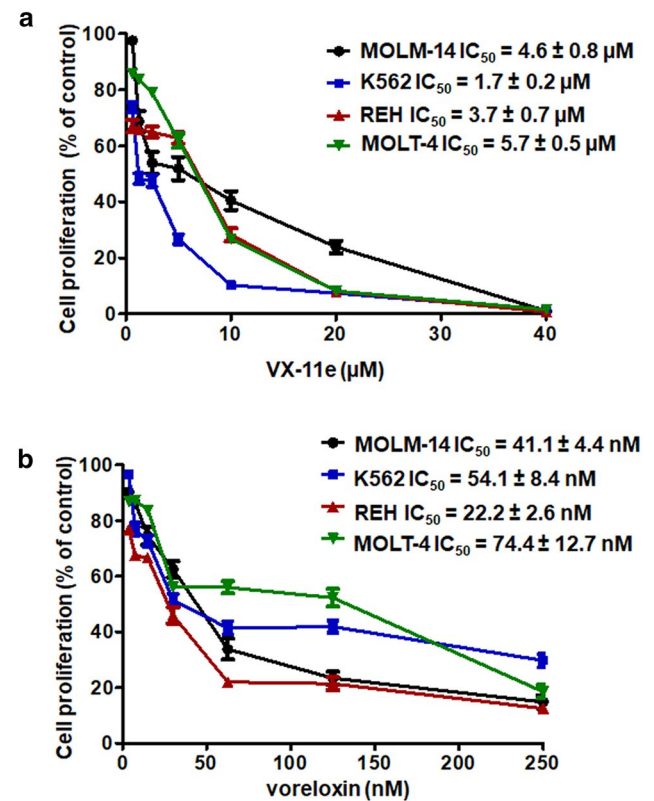 a
Cell proliferation (% of control)
100
80
60
40
20
0
0 10 20 30 40
VX-11e (µM)
MOLM-14 IC50 = 4.6 ± 0.8 µM
K562 IC50 = 1.7 ± 0.2 µM
REH IC50 = 3.7 ± 0.7 µM
MOLT-4 IC50 = 5.7 ± 0.5 µM
b
MOLM-14 IC50 = 41.1 ± 4.4 nM
K562 IC50 = 54.1 ± 8.4 nM
REH IC50 = 22.2 ± 2.6 nM
MOLT-4 IC50 = 74.4 ± 12.7 nM
Cell proliferation (% of control)
100
80
60
40
20
0
0 50 100 150 200 250
voreloxin (nM)